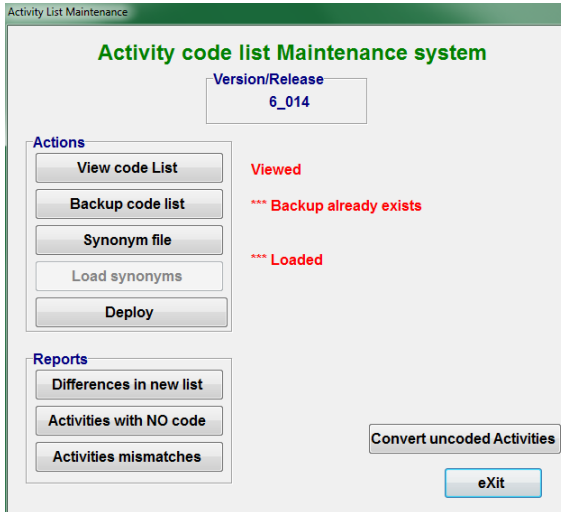 Activity List Maintenance
Activity code list Maintenance system
Version/Release
6_014
Actions
View code List
Viewed
Backup code list
*** Backup already exists
Synonym file
*** Loaded
Load synonyms
Deploy
Reports
Differences in new list
Activities with NO code
Convert uncoded Activities
Activities mismatches
eXit